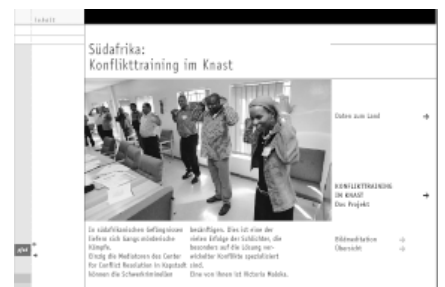 Inhalt
Südafrika:
Konflikttraining im Knast
Daten zum Land
KONFLIKTTRAINING
IM KNAST
Das Projekt
Bildmeditation
Übersicht
In südafrikanischen Gefängnissen
liefern sich Gangs mörderische
Kämpfe.
Einzig die Mediatoren des Center
for Conflict Resolution in Kapstadt
können die Schwerkriminellen
besänftigen. Dies ist eine der
vielen Erfolge der Schlichter, die
besonders auf die Lösung ver-
wickelter Konflikte spezialisiert
sind.
Eine von ihnen ist Victoria Maloka.